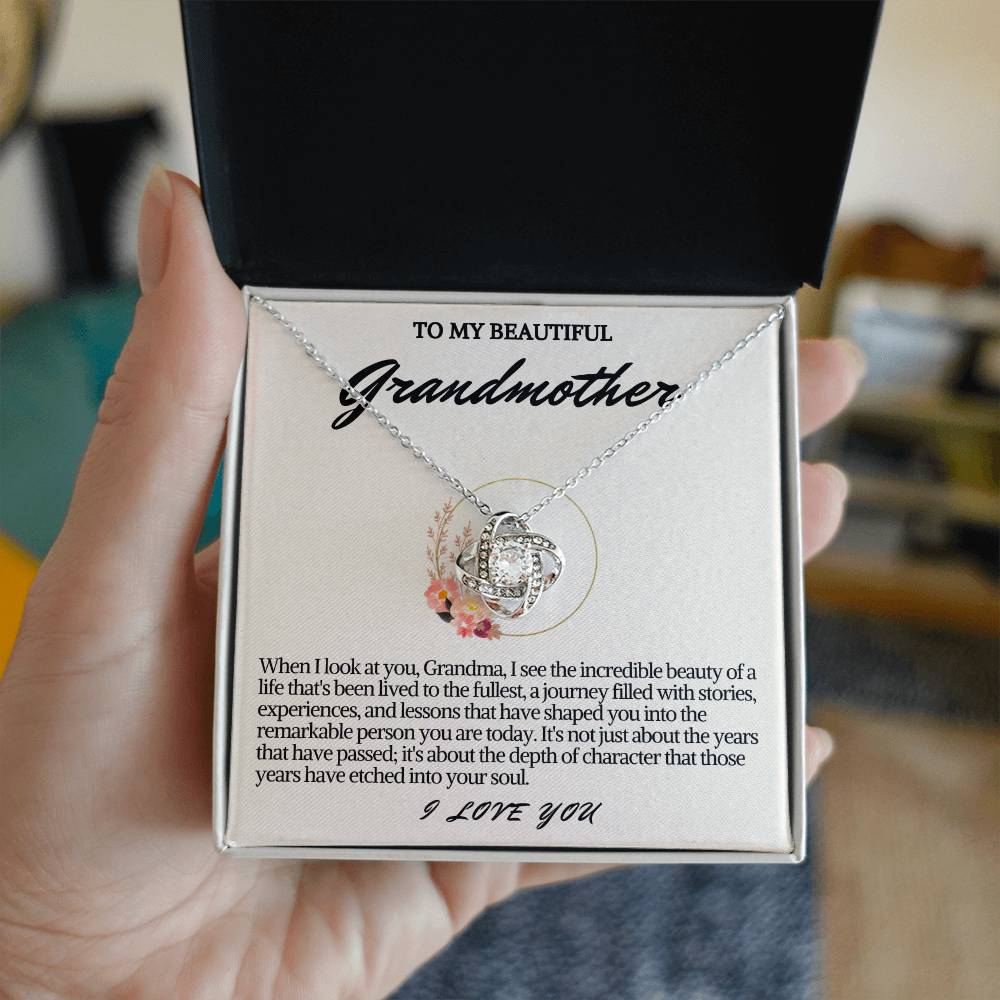 TO MY BEAUTIFUL
Grandmother
When I look at you, Grandma, I see the incredible beauty of a
life that's been lived to the fullest, a journey filled with stories,
experiences, and lessons that have shaped you into the
remarkable person you are today. It's not just about the years
that have passed; it's about the depth of character that those
years have etched into your soul.
I LOVE YOU